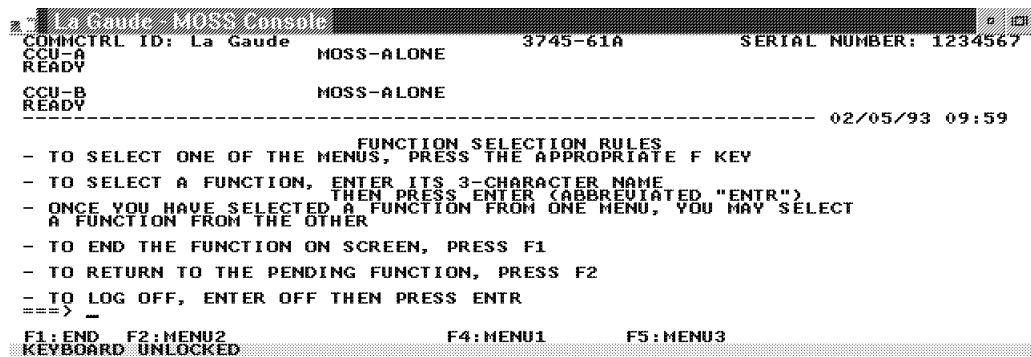 La Gaude - MOSS Console
COMMCTRL ID: La Gaude 3745-61A SERIAL NUMBER: 1234567
CCU-A MOSS-ALONE
READY
CCU-B MOSS-ALONE
READY
--------------------------------------------------------------- 02/05/93 09:59
FUNCTION SELECTION RULES
- TO SELECT ONE OF THE MENUS, PRESS THE APPROPRIATE F KEY
- TO SELECT A FUNCTION, ENTER ITS 3-CHARACTER NAME
THEN PRESS ENTER (ABBREVIATED "ENTR")
- ONCE YOU HAVE SELECTED A FUNCTION FROM ONE MENU, YOU MAY SELECT
A FUNCTION FROM THE OTHER
- TO END THE FUNCTION ON SCREEN, PRESS F1
- TO RETURN TO THE PENDING FUNCTION, PRESS F2
- TO LOG OFF, ENTER OFF THEN PRESS ENTR
===> _
F1:END F2:MENU2 F4:MENU1 F5:MENU3
KEYBOARD UNLOCKED